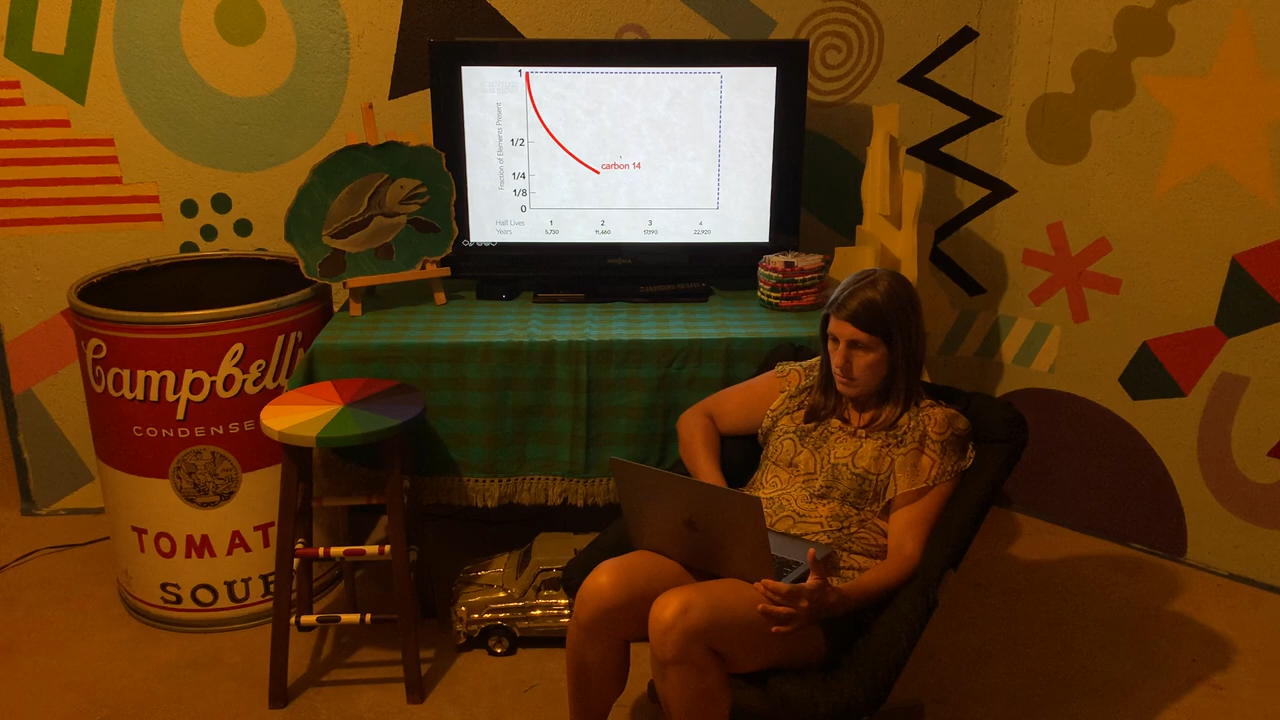 1
1/2
1/4
1/8
0
Fraction of Elements Present
carbon 14
Half Lives 1 2 3 4
Years 5,730 11,460 17,190 22,920
INSIGNIA
Campbell's
CONDENSE
TOMAT
SOUP